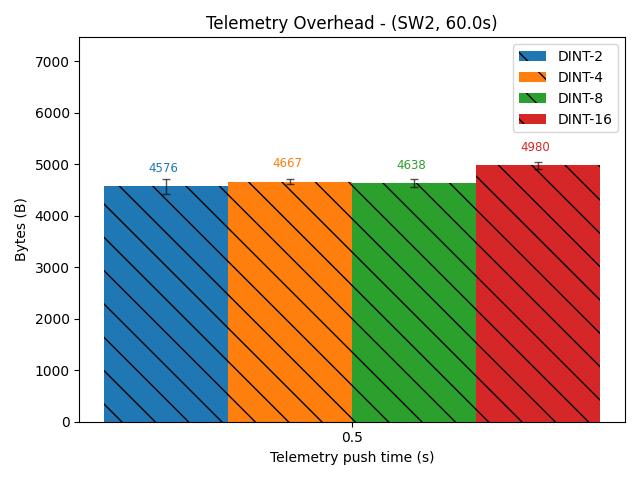 Telemetry Overhead - (SW2, 60.0s)
DINT-2
DINT-4
DINT-8
DINT-16
7000
6000
5000
4000
3000
2000
1000
0
Bytes (B)
4576
4667
4638
4980
0.5
Telemetry push time (s)